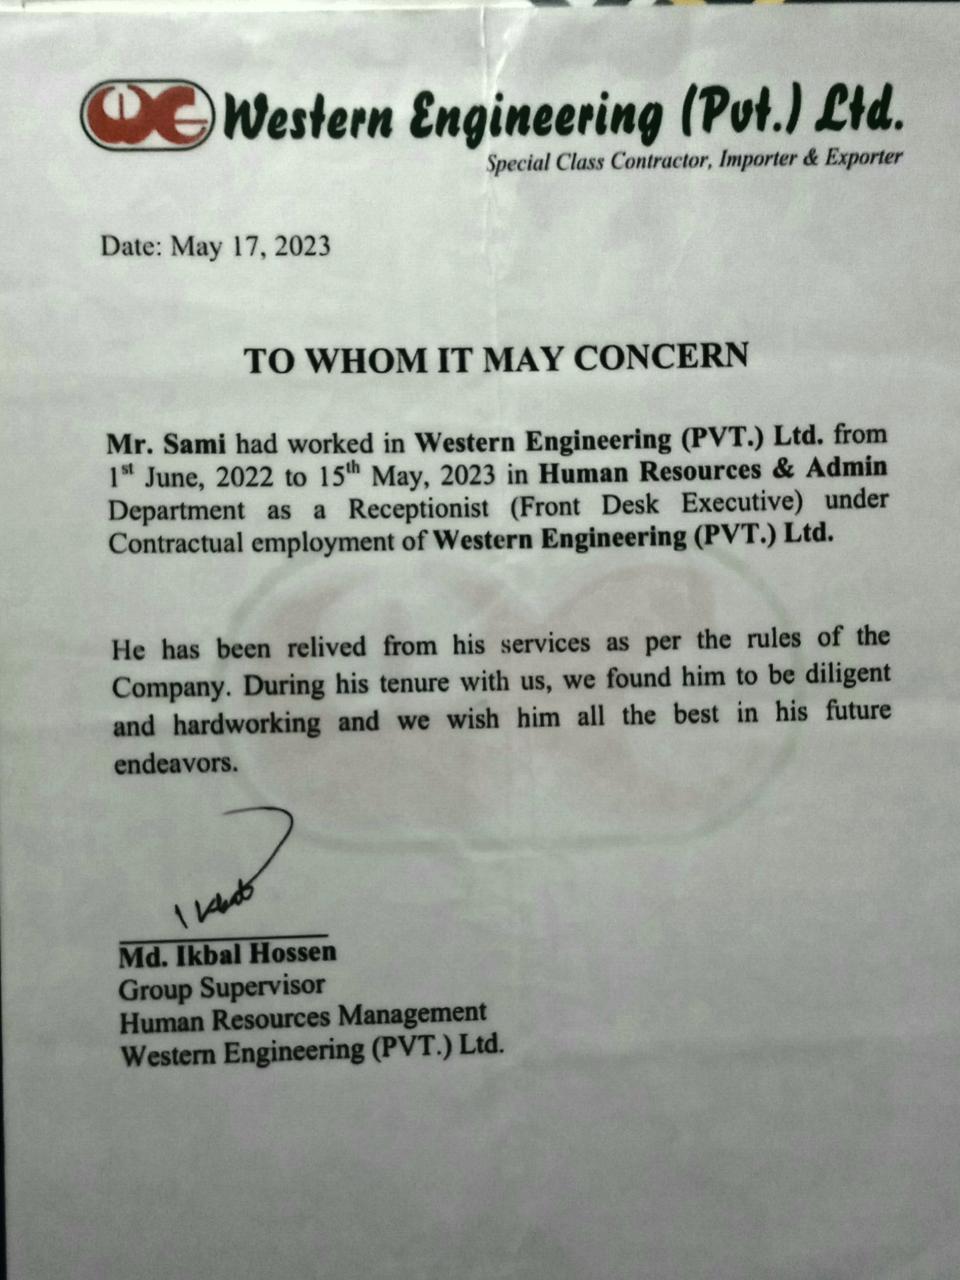 WE Western Engineering (Pvt.) Ltd.
Special Class Contractor, Importer & Exporter
Date: May 17, 2023
TO WHOM IT MAY CONCERN
Mr. Sami had worked in Western Engineering (PVT.) Ltd. from
1st June, 2022 to 15th May, 2023 in Human Resources & Admin
Department as a Receptionist (Front Desk Executive) under
Contractual employment of Western Engineering (PVT.) Ltd.
He has been relived from his services as per the rules of the
Company. During his tenure with us, we found him to be diligent
and hardworking and we wish him all the best in his future
endeavors.
Md. Ikbal Hossen
Group Supervisor
Human Resources Management
Western Engineering (PVT.) Ltd.